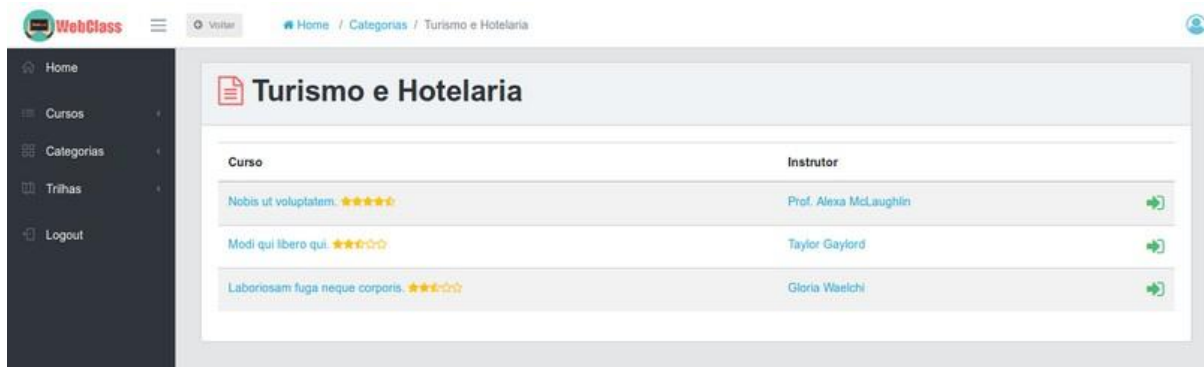 WebClass
Voltar
Home / Categorias / Turismo e Hotelaria
Home
Cursos
Categorias
Trilhas
Logout
Turismo e Hotelaria
Curso Instrutor
Nobis ut voluptatem. Prof. Alexa McLaughlin
Modi qui libero qui. Taylor Gaylord
Laboriosam fuga neque corporis. Gloria Waelchi